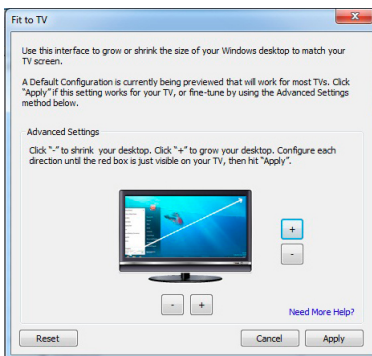 Fit to TV
Use this interface to grow or shrink the size of your Windows desktop to match your
TV screen.
A Default Configuration is currently being previewed that will work for most TVs. Click
"Apply" if this setting works for your TV, or fine-tune by using the Advanced Settings
method below.
Advanced Settings
Click "-" to shrink your desktop. Click "+" to grow your desktop. Configure each
direction until the red box is just visible on your TV, then hit "Apply".
+
-
- +
Need More Help?
Reset Cancel Apply